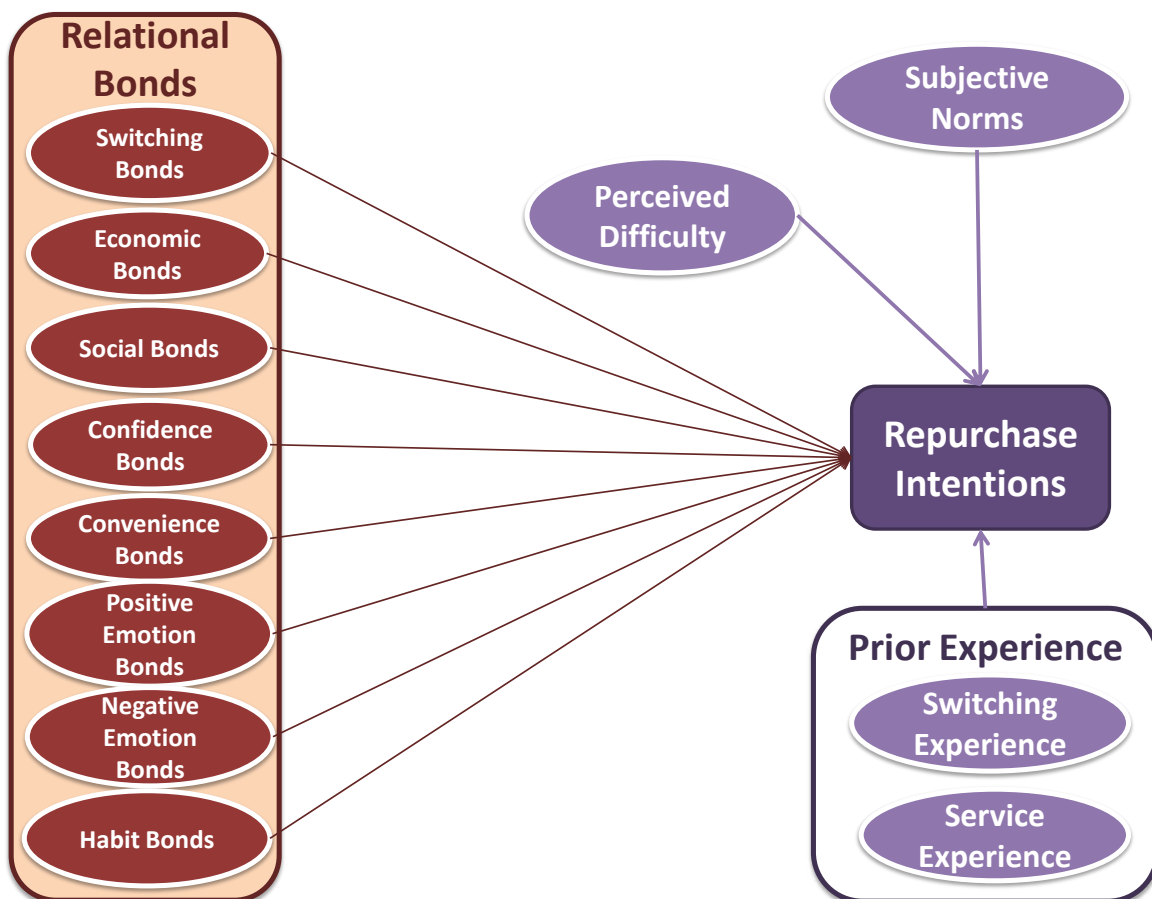 Relational
Bonds
Switching
Bonds
Economic
Bonds
Social Bonds
Confidence
Bonds
Convenience
Bonds
Positive
Emotion
Bonds
Negative
Emotion
Bonds
Habit Bonds
Subjective
Norms
Perceived
Difficulty
Repurchase
Intentions
Prior Experience
Switching
Experience
Service
Experience